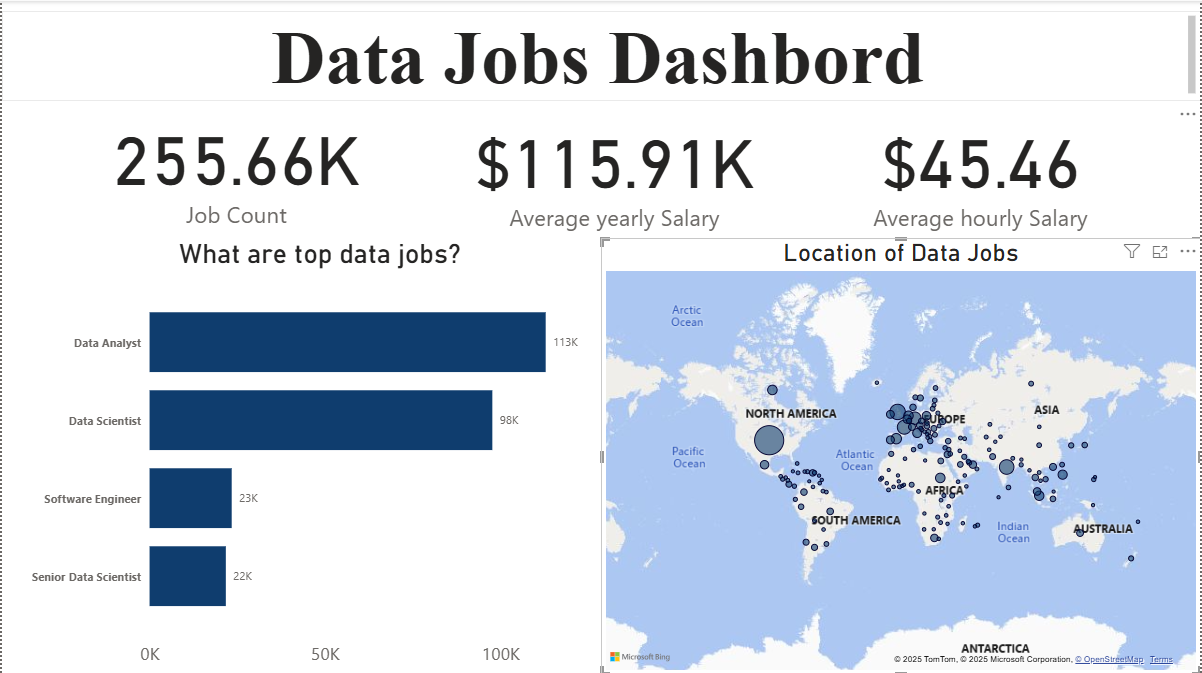 Data Jobs Dashbord
255.66K
Job Count
$115.91K
Average yearly Salary
$45.46
Average hourly Salary
What are top data jobs?
Data Analyst
113K
Data Scientist
98K
Software Engineer
23K
Senior Data Scientist
22K
0K
50K
100K
Location of Data Jobs
Arctic
Ocean
NORTH AMERICA
EUROPE
ASIA
Pacific
Ocean
Atlantic
Ocean
AFRICA
SOUTH AMERICA
Indian
Ocean
AUSTRALIA
ANTARCTICA
Microsoft Bing
© 2025 TomTom, © 2025 Microsoft Corporation, © OpenStreetMap Terms